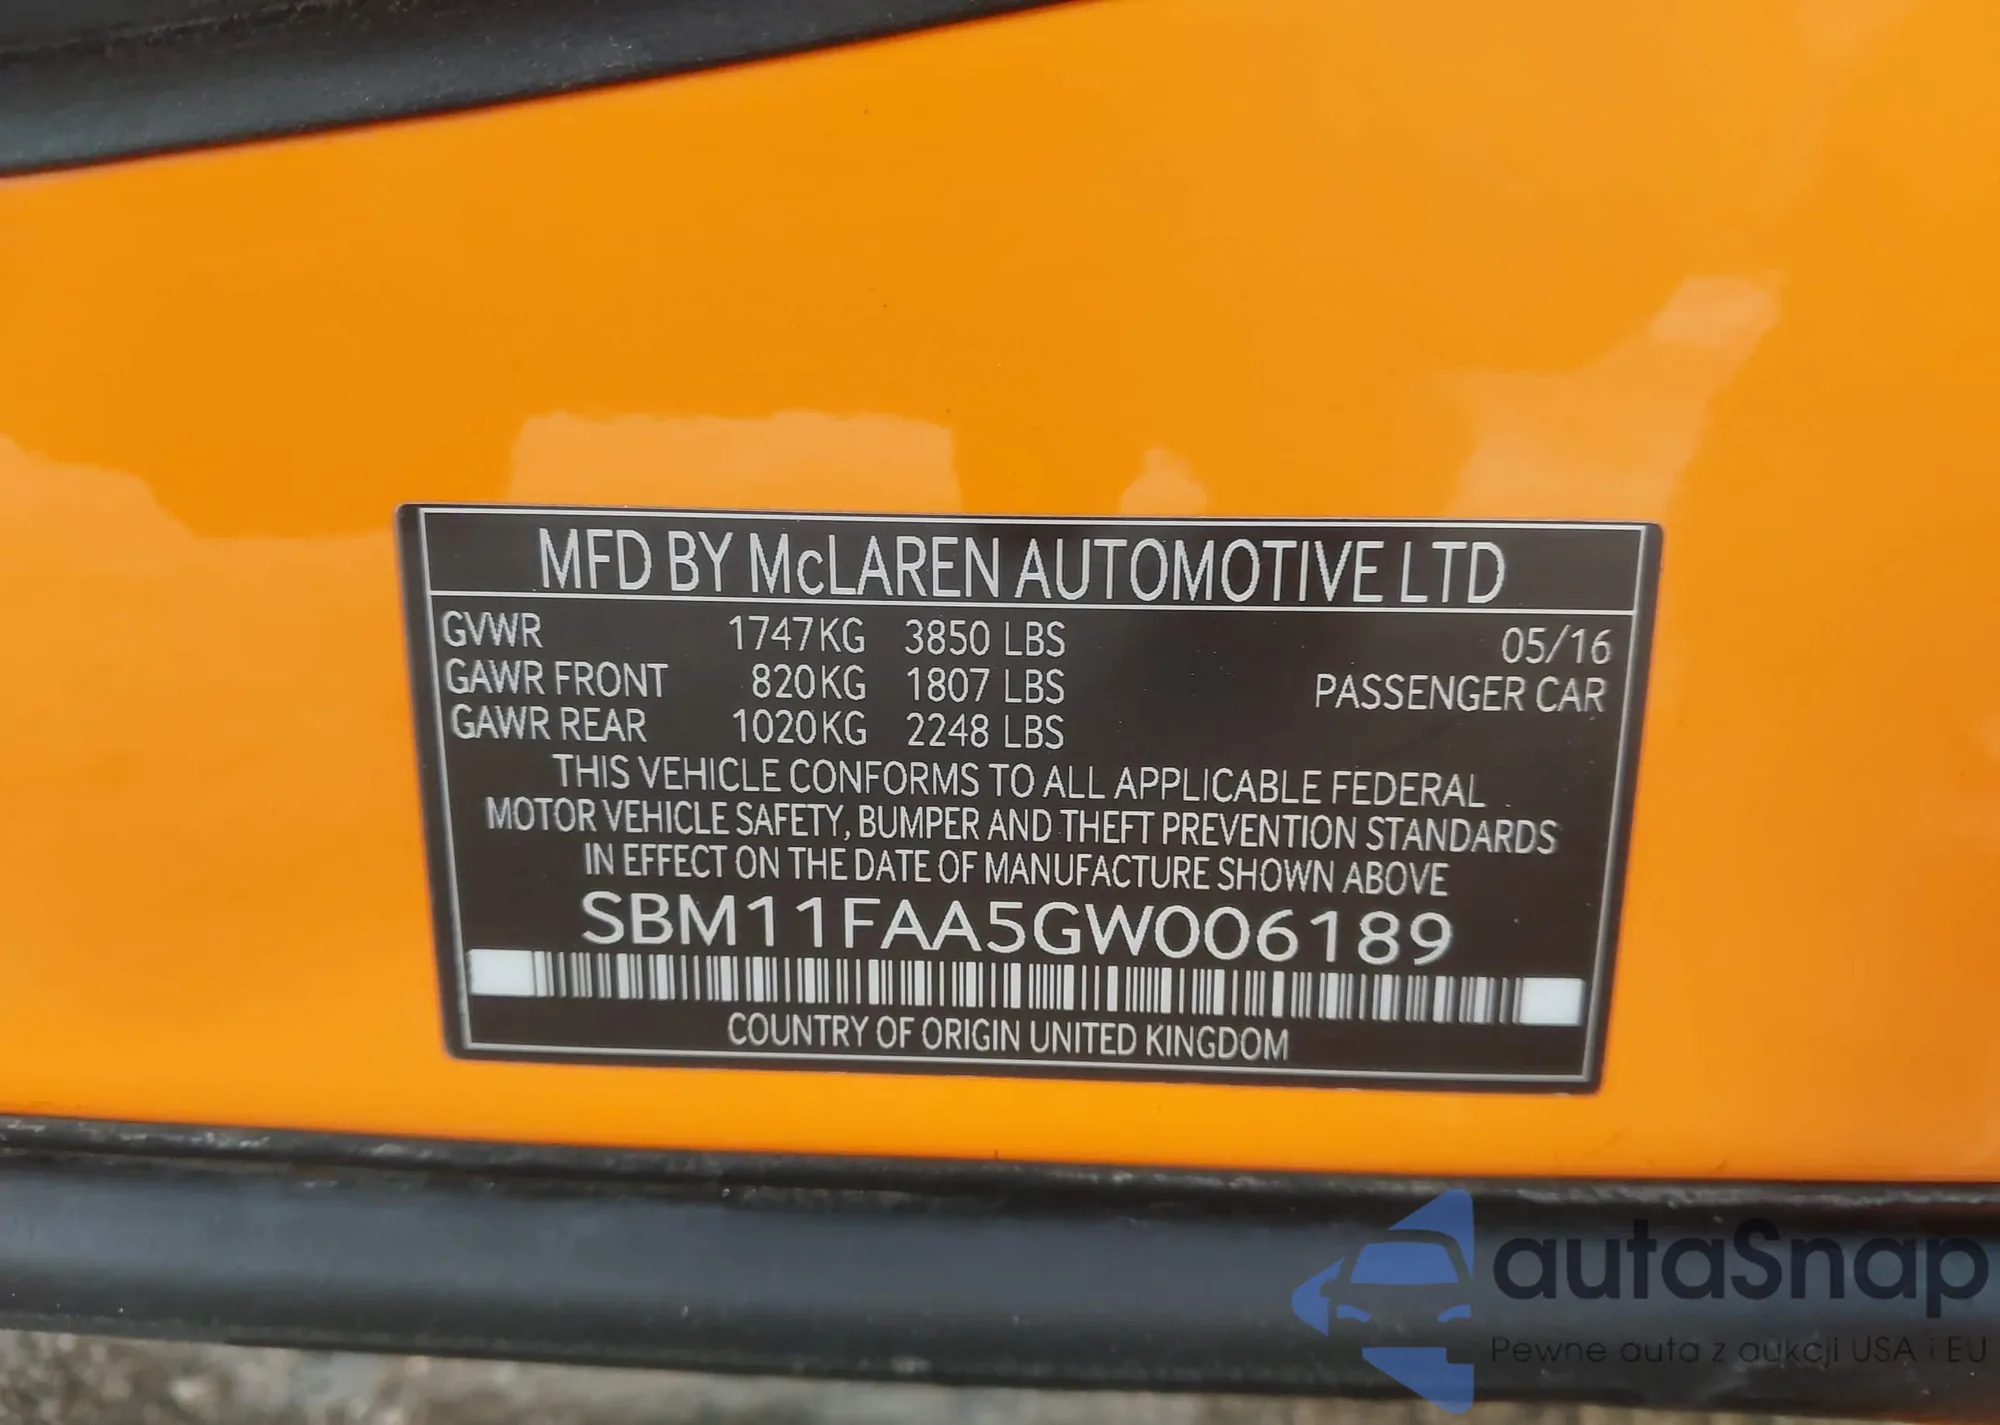 MFD BY McLAREN AUTOMOTIVE LTD
GVWR 1747KG 3850 LBS 05/16
GAWR FRONT 820KG 1807 LBS PASSENGER CAR
GAWR REAR 1020KG 2248 LBS
THIS VEHICLE CONFORMS TO ALL APPLICABLE FEDERAL
MOTOR VEHICLE SAFETY, BUMPER AND THEFT PREVENTION STANDARDS
IN EFFECT ON THE DATE OF MANUFACTURE SHOWN ABOVE
SBM11FAA5GW006189
COUNTRY OF ORIGIN UNITED KINGDOM
autaSnap
Pewne auta z aukcji USA i EU